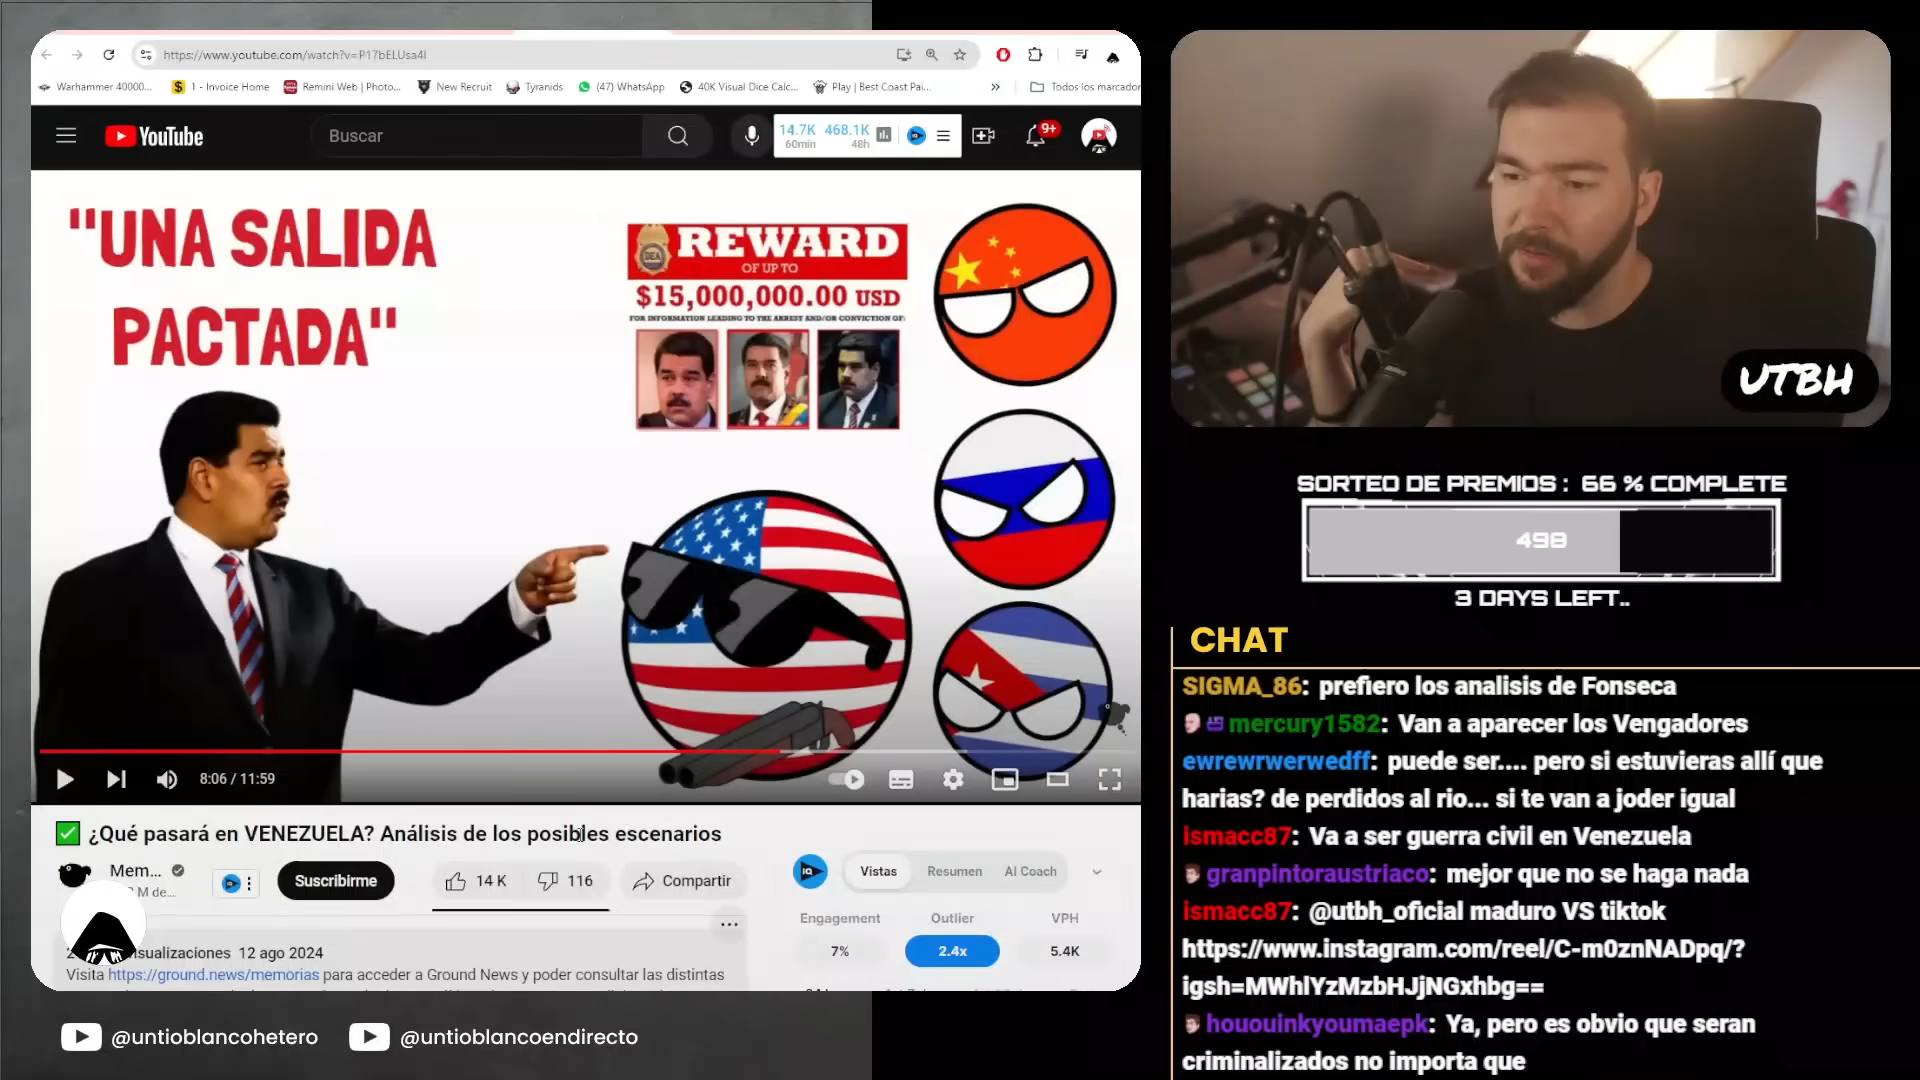 https://www.youtube.com/watch?v=P17bELUsa4I
Warhammer 40000...
1 - Invoice Home
Remini Web | Photo...
New Recruit
Tyranids
(47) WhatsApp
40K Visual Dice Calc...
Play | Best Coast Pai...
»
Todos los marcador
YouTube
Buscar
14.7K 468.1K
60min 48h
9+
"UNA SALIDA
PACTADA"
DEA
REWARD
OF UP TO
$15,000,000.00 USD
FOR INFORMATION LEADING TO THE ARREST AND/OR CONVICTION OF:
8:06 / 11:59
¿Qué pasará en VENEZUELA? Análisis de los posibles escenarios
Mem...
M de...
IQ
Suscribirme
14 K
116
Compartir
IQ
Vistas
Resumen
AI Coach
Engagement
Outlier
VPH
7%
2.4x
5.4K
sualizaciones 12 ago 2024
Visita https://ground.news/memorias para acceder a Ground News y poder consultar las distintas
@untioblancohetero
@untioblancoendirecto
UTBH
SORTEO DE PREMIOS : 66 % COMPLETE
498
3 DAYS LEFT..
CHAT
SIGMA_86: prefiero los analisis de Fonseca
mercury1582: Van a aparecer los Vengadores
ewrewrwerwedff: puede ser.... pero si estuvieras allí que
harias? de perdidos al rio... si te van a joder igual
ismacc87: Va a ser guerra civil en Venezuela
granpintoraustriaco: mejor que no se haga nada
ismacc87: @utbh_oficial maduro VS tiktok
https://www.instagram.com/reel/C-m0znNADpq/?
igsh=MWhlYzMzbHJjNGxhbg==
hououinkyoumaepk: Ya, pero es obvio que seran
criminalizados no importa que